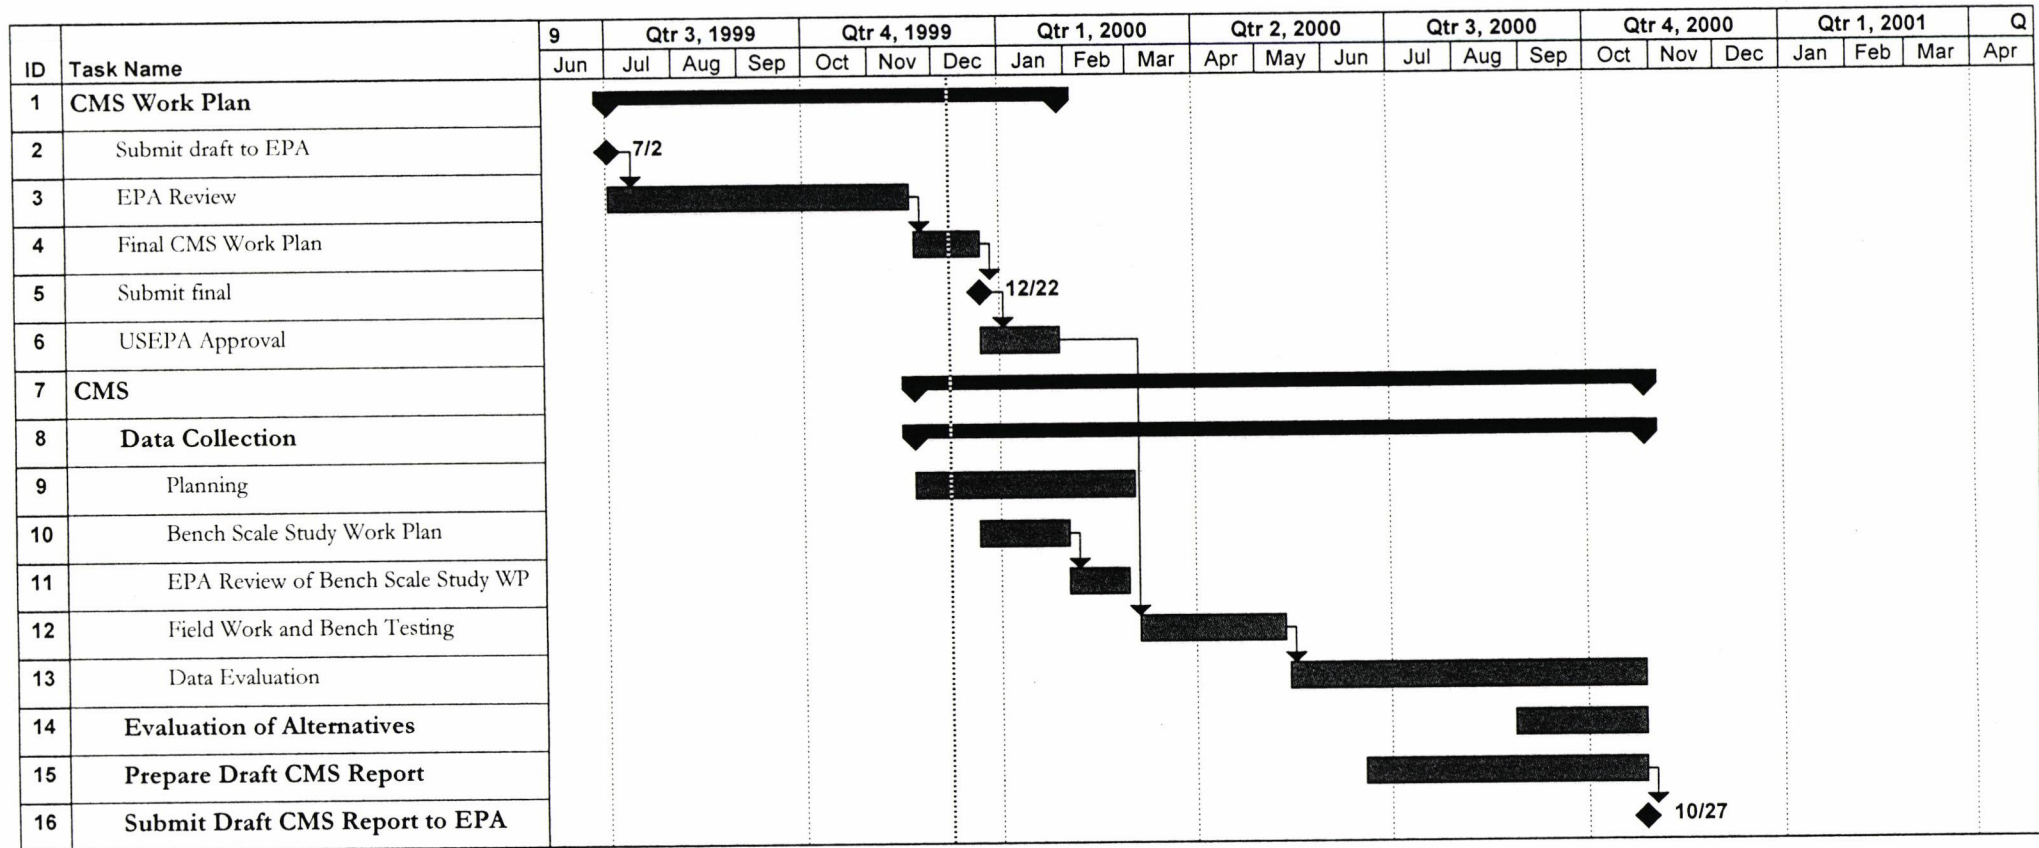 9 Qtr 3, 1999 Qtr 4, 1999 Qtr 1, 2000 Qtr 2, 2000 Qtr 3, 2000 Qtr 4, 2000 Qtr 1, 2001 Q
ID Task Name Jun Jul Aug Sep Oct Nov Dec Jan Feb Mar Apr May Jun Jul Aug Sep Oct Nov Dec Jan Feb Mar Apr
1 CMS Work Plan
2 Submit draft to EPA 7/2
3 EPA Review
4 Final CMS Work Plan
5 Submit final 12/22
6 USEPA Approval
7 CMS
8 Data Collection
9 Planning
10 Bench Scale Study Work Plan
11 EPA Review of Bench Scale Study WP
12 Field Work and Bench Testing
13 Data Evaluation
14 Evaluation of Alternatives
15 Prepare Draft CMS Report
16 Submit Draft CMS Report to EPA 10/27